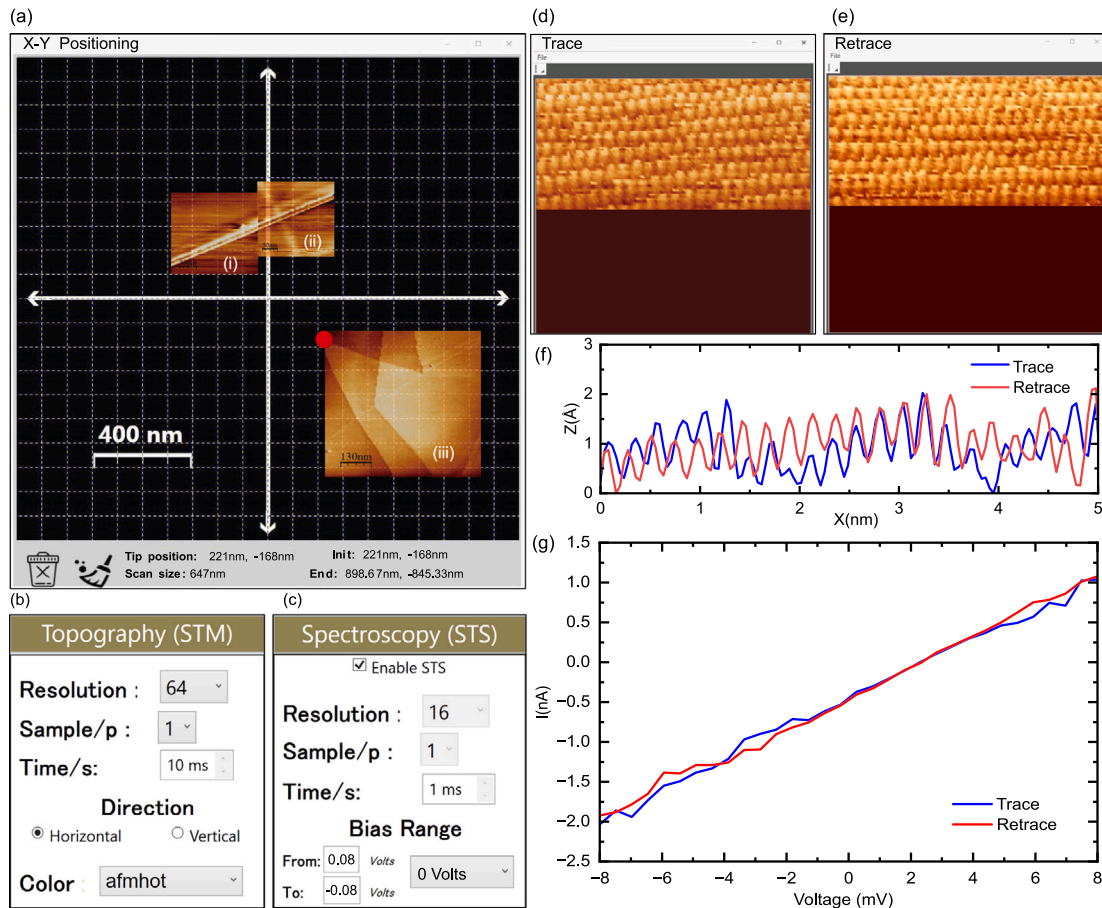 (a)
X-Y Positioning
(i)
(ii)
400 nm
130nm
(iii)
Tip position: 221nm, -168nm
Init: 221nm, -168nm
Scan size: 647nm
End: 898.67nm, -845.33nm
(b)
Topography (STM)
Resolution :
64
Sample/p :
1
Time/s:
10 ms
Direction
Horizontal
Vertical
Color :
afmhot
(c)
Spectroscopy (STS)
Enable STS
Resolution :
16
Sample/p :
1
Time/s:
1 ms
Bias Range
From: 0.08 Volts
To: -0.08 Volts
0 Volts
(d)
Trace
File
(e)
Retrace
File
(f)
Trace
Retrace
3
2
1
0
Z(Å)
0 1 2 3 4 5
X(nm)
(g)
1.5
1.0
0.5
0.0
-0.5
-1.0
-1.5
-2.0
-2.5
I(nA)
Trace
Retrace
−8 −6 −4 −2 0 2 4 6 8
Voltage (mV)